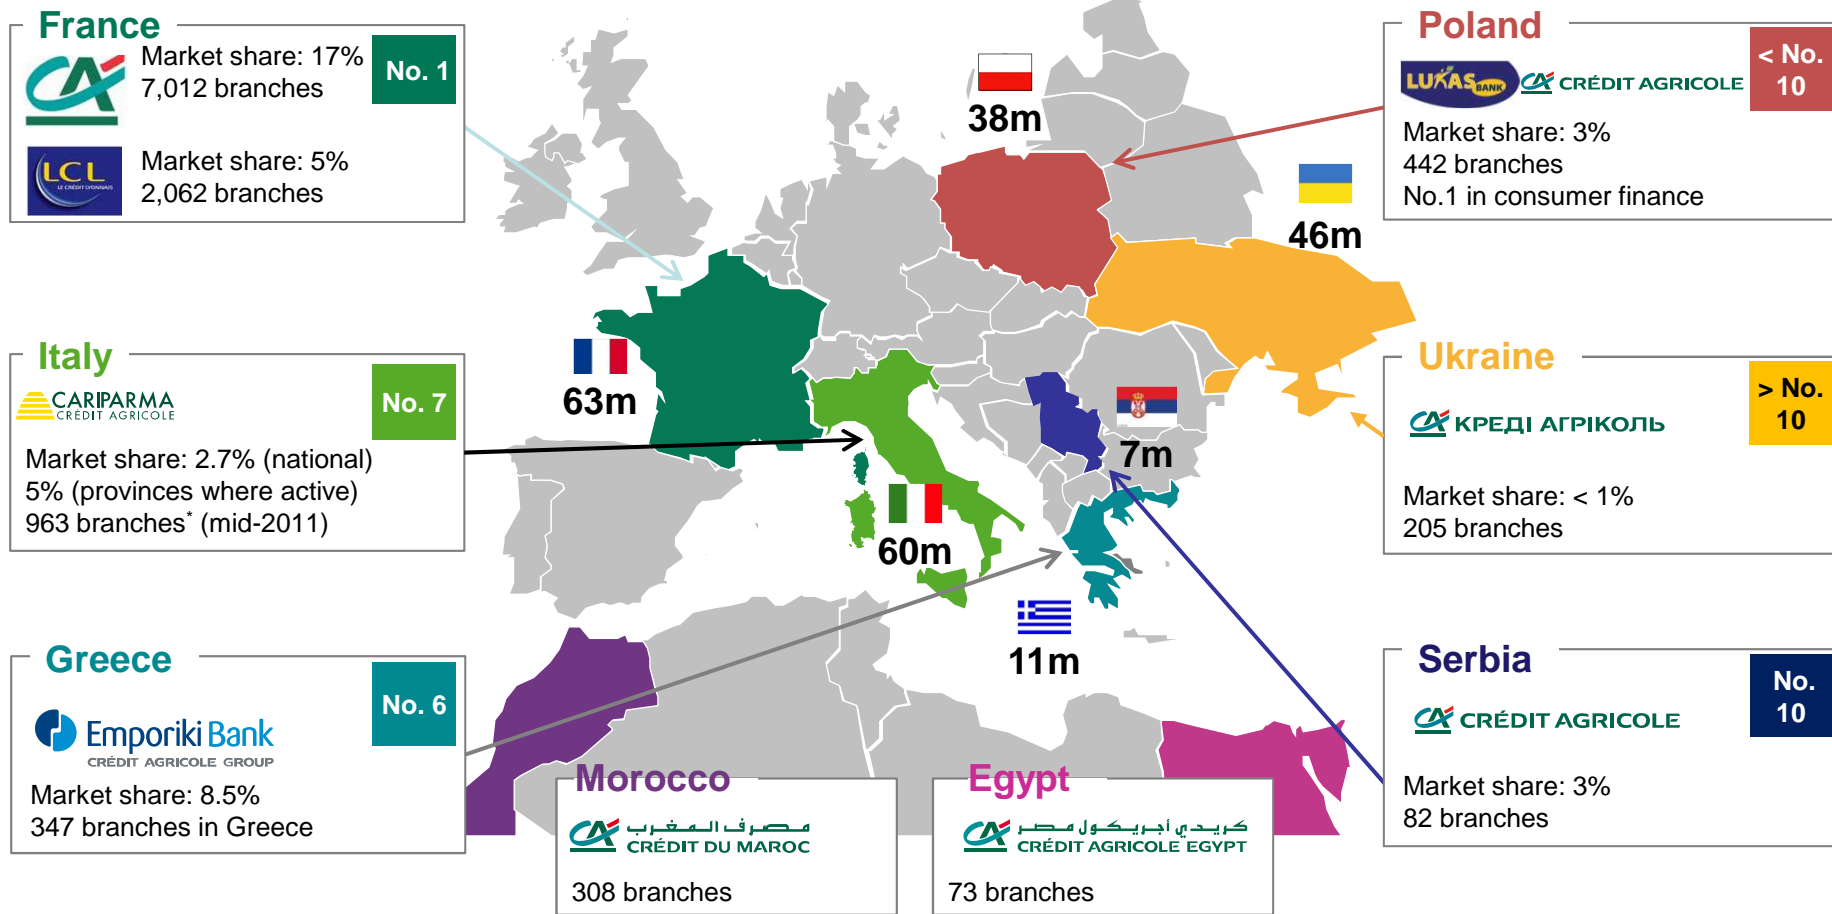 France
Market share: 17%
7,012 branches
No. 1
LCL
LE CRÉDIT LYONNAIS
Market share: 5%
2,062 branches
Italy
CARIPARMA
CRÉDIT AGRICOLE
No. 7
Market share: 2.7% (national)
5% (provinces where active)
963 branches* (mid-2011)
Greece
Emporiki Bank
CRÉDIT AGRICOLE GROUP
No. 6
Market share: 8.5%
347 branches in Greece
38m
46m
63m
7m
60m
11m
Morocco
مصرف المغرب
CRÉDIT DU MAROC
308 branches
Egypt
كريدي أجريكول مصر
CRÉDIT AGRICOLE EGYPT
73 branches
Poland
LUKAS BANK
CRÉDIT AGRICOLE
< No.
10
Market share: 3%
442 branches
No.1 in consumer finance
Ukraine
КРЕДІ АГРІКОЛЬ
> No.
10
Market share: < 1%
205 branches
Serbia
CRÉDIT AGRICOLE
No.
10
Market share: 3%
82 branches